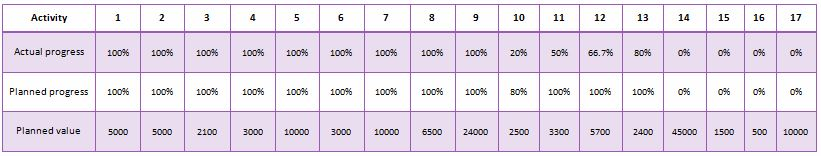 Activity 1 2 3 4 5 6 7 8 9 10 11 12 13 14 15 16 17
Actual progress 100% 100% 100% 100% 100% 100% 100% 100% 100% 20% 50% 66.7% 80% 0% 0% 0% 0%
Planned progress 100% 100% 100% 100% 100% 100% 100% 100% 100% 80% 100% 100% 100% 0% 0% 0% 0%
Planned value 5000 5000 2100 3000 10000 3000 10000 6500 24000 2500 3300 5700 2400 45000 1500 500 10000